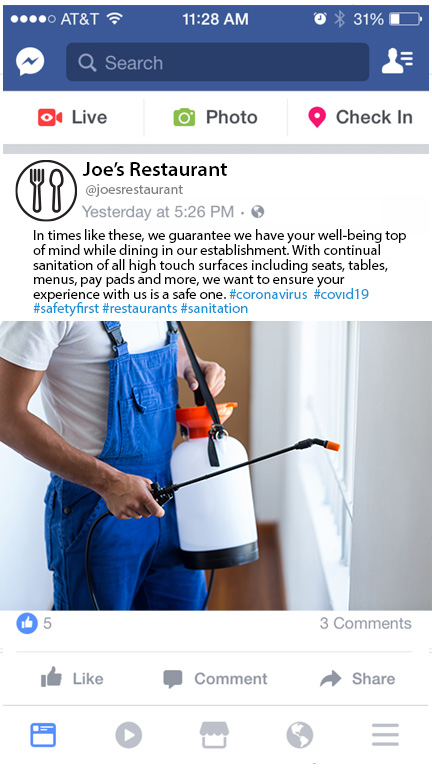 AT&T 11:28 AM 31%
Search
Live Photo Check In
Joe's Restaurant
@joesrestaurant
Yesterday at 5:26 PM ·
In times like these, we guarantee we have your well-being top
of mind while dining in our establishment. With continual
sanitation of all high touch surfaces including seats, tables,
menus, pay pads and more, we want to ensure your
experience with us is a safe one. #coronavirus #covid19
#safetyfirst #restaurants #sanitation
5 3 Comments
Like Comment Share